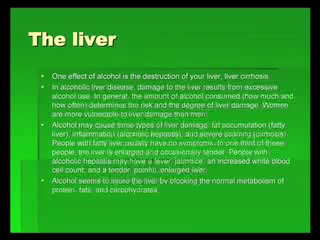 The liver
One effect of alcohol is the destruction of your liver, liver cirrhosis.
In alcoholic liver disease, damage to the liver results from excessive
alcohol use. In general, the amount of alcohol consumed (how much and
how often) determines the risk and the degree of liver damage. Women
are more vulnerable to liver damage than men.
Alcohol may cause three types of liver damage: fat accumulation (fatty
liver), inflammation (alcoholic hepatitis), and severe scarring (cirrhosis).
People with fatty liver usually have no symptoms. In one third of these
people, the liver is enlarged and occasionally tender. People with
alcoholic hepatitis may have a fever, jaundice, an increased white blood
cell count, and a tender, painful, enlarged liver.
Alcohol seems to injure the liver by blocking the normal metabolism of
protein, fats, and carbohydrates.